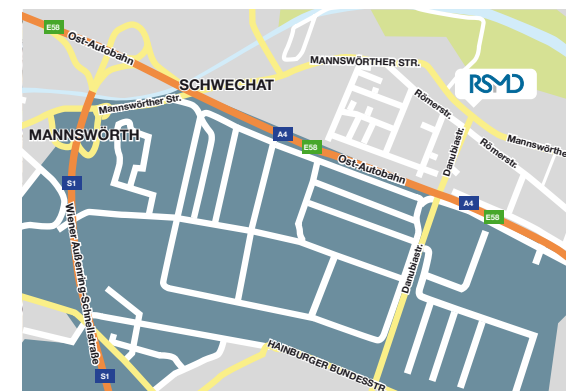 E58
Ost-Autobahn
MANNSWÖRTHER STR.
SCHWECHAT
RSMD
Mannswörther Str.
Römerstr.
MANNSWÖRTH
A4
E58
Danubiastr.
Römerstr.
Mannswörthe
Ost-Autobahn
S1
A4
E58
Wiener Außenring-Schnellstraße
Danubiastr.
HAINBURGER BUNDESSTR
S1